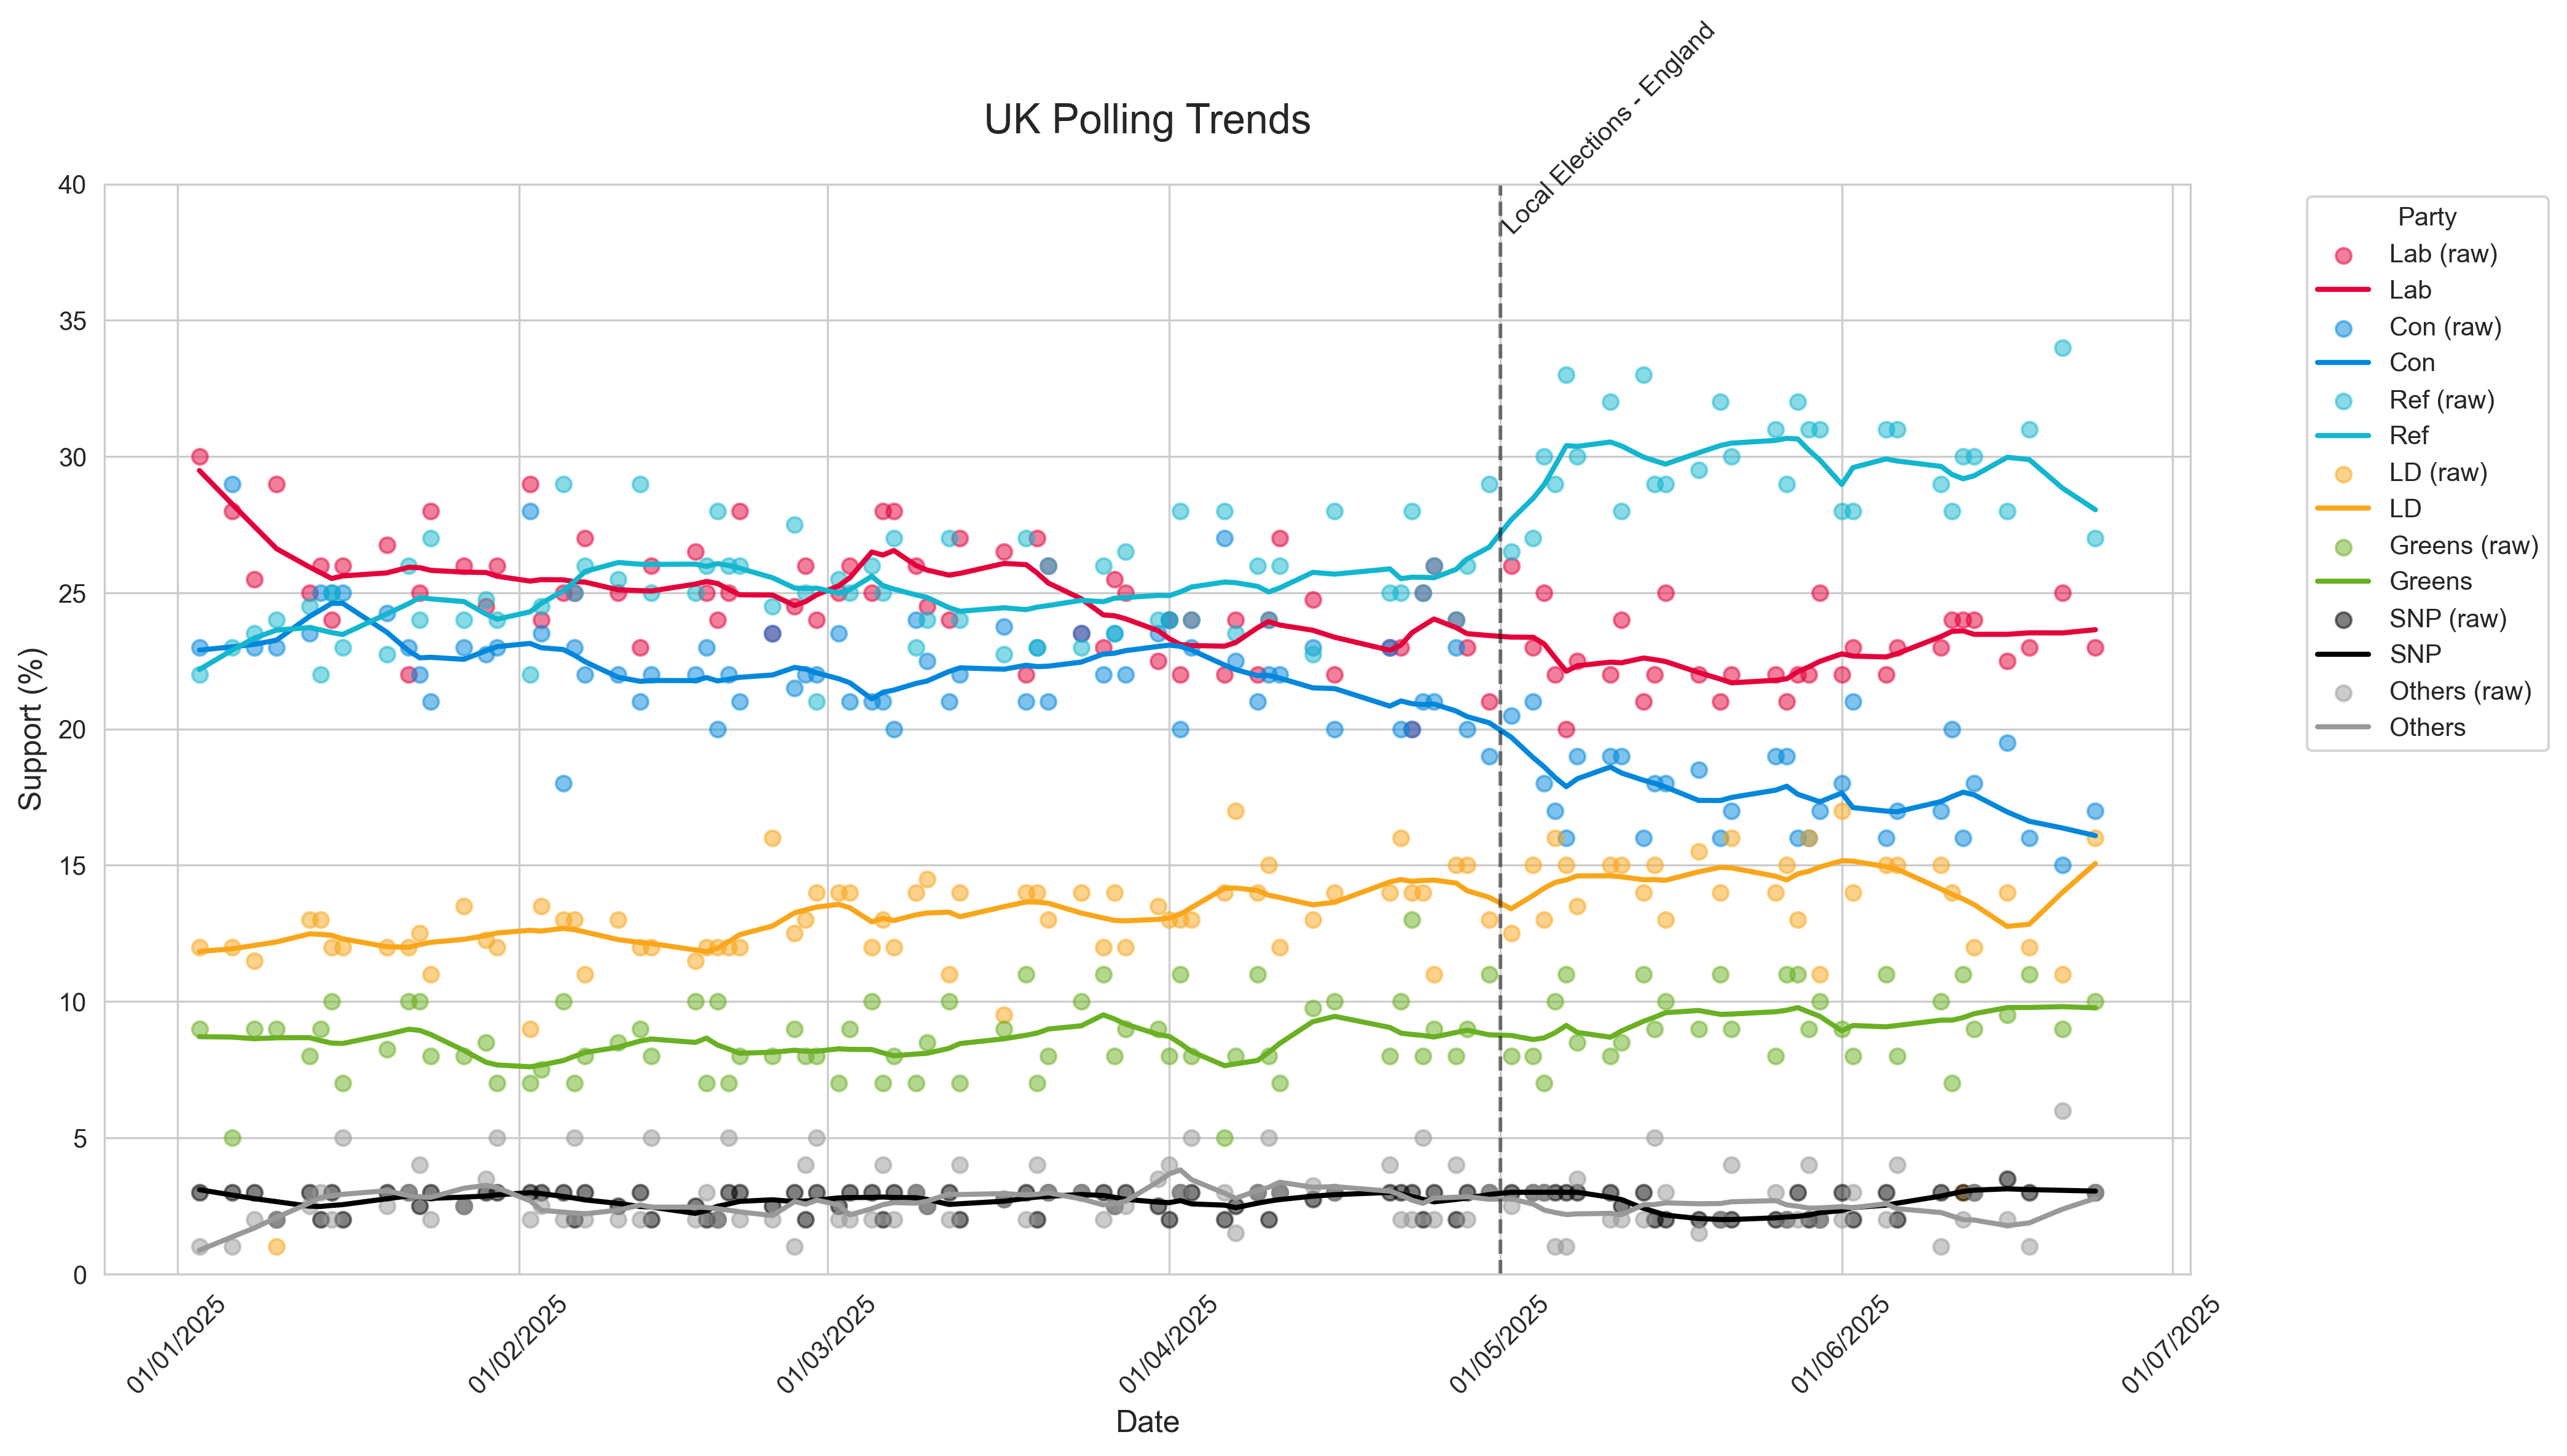 UK Polling Trends
Local Elections - England
Support (%)
40
35
30
25
20
15
10
5
0
01/01/2025
01/02/2025
01/03/2025
01/04/2025
01/05/2025
01/06/2025
01/07/2025
Date
Party
Lab (raw)
Lab
Con (raw)
Con
Ref (raw)
Ref
LD (raw)
LD
Greens (raw)
Greens
SNP (raw)
SNP
Others (raw)
Others